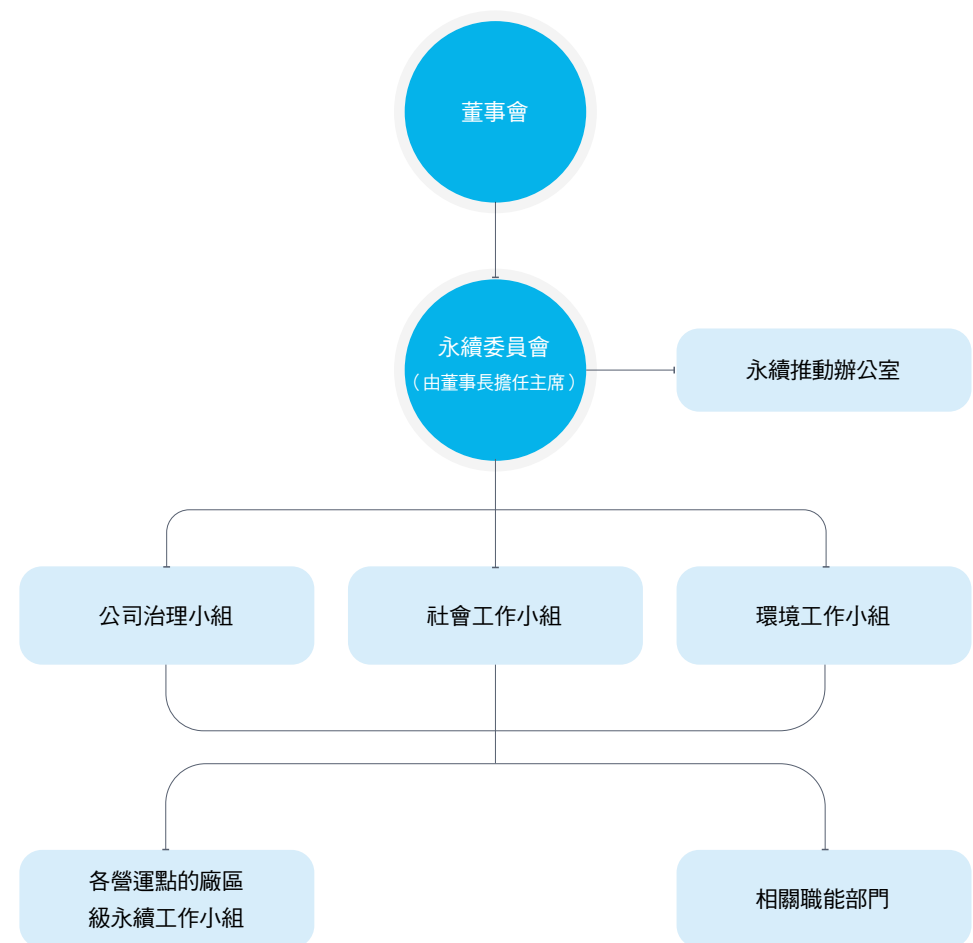 董事會
永續委員會
（由董事長擔任主席）
永續推動辦公室
公司治理小組
社會工作小組
環境工作小組
各營運點的廠區
級永續工作小組
相關職能部門